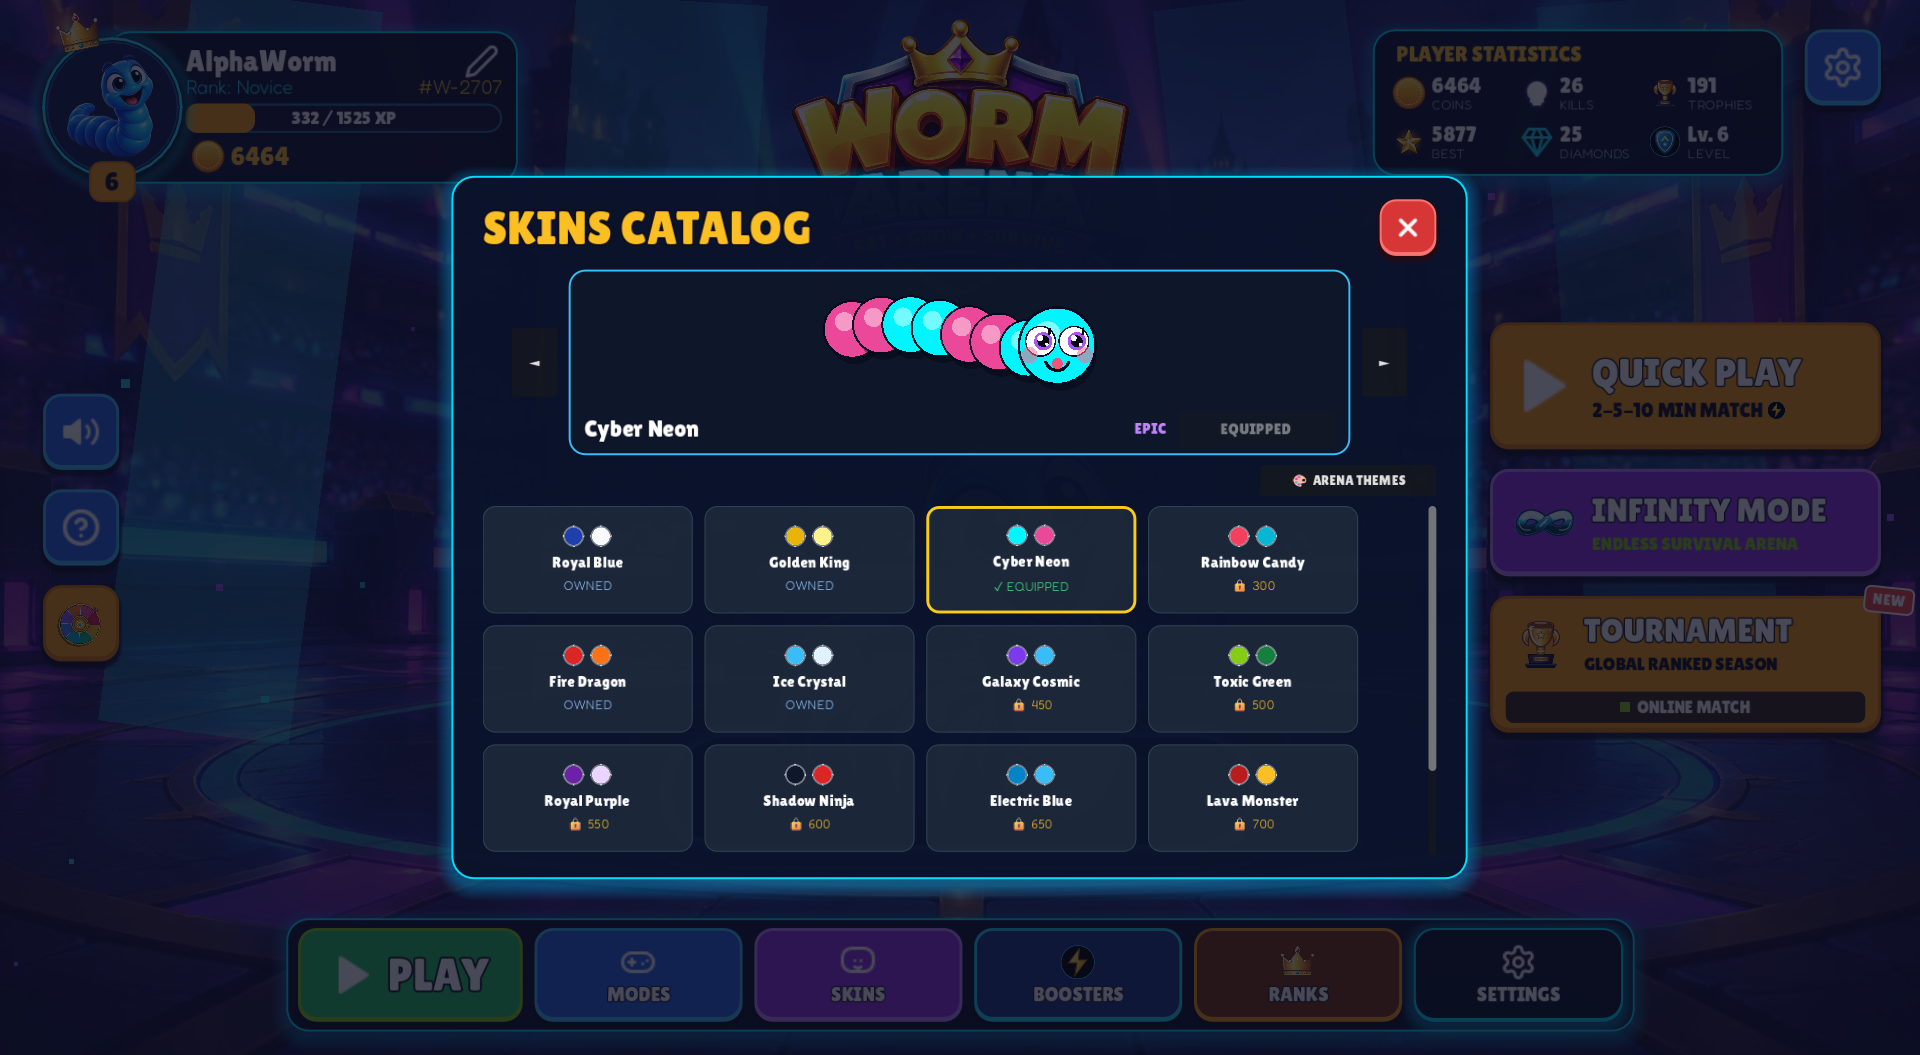 AlphaWorm
Rank: Novice
#W-2707
332 / 1525 XP
6464
6
WORM
ARENA
PLAYER STATISTICS
6464
COINS
26
KILLS
191
TROPHIES
5877
BEST
25
DIAMONDS
Lv. 6
LEVEL
SKINS CATALOG
Cyber Neon
EPIC
EQUIPPED
ARENA THEMES
Royal Blue
OWNED
Golden King
OWNED
Cyber Neon
✓ EQUIPPED
Rainbow Candy
300
Fire Dragon
OWNED
Ice Crystal
OWNED
Galaxy Cosmic
450
Toxic Green
500
Royal Purple
550
Shadow Ninja
600
Electric Blue
650
Lava Monster
700
QUICK PLAY
2-5-10 MIN MATCH
INFINITY MODE
ENDLESS SURVIVAL ARENA
NEW
TOURNAMENT
GLOBAL RANKED SEASON
ONLINE MATCH
PLAY
MODES
SKINS
BOOSTERS
RANKS
SETTINGS